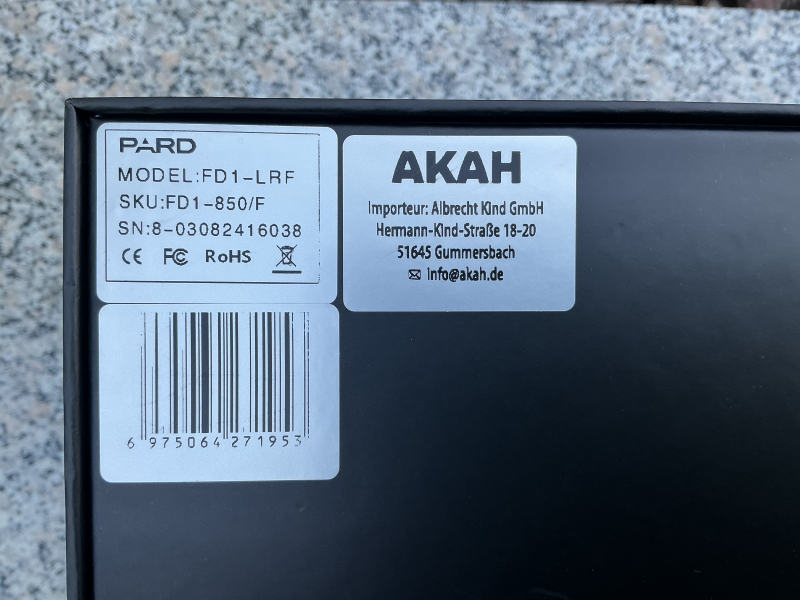 PARD
MODEL:FD1-LRF
SKU:FD1-850/F
SN:8-03082416038
CE FC RoHS
6 975064 271953
AKAH
Importeur: Albrecht Kind GmbH
Hermann-Kind-Straße 18-20
51645 Gummersbach
info@akah.de